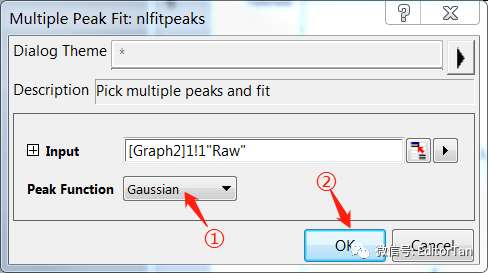 Multiple Peak Fit: nlfitpeaks
Dialog Theme *
Description Pick multiple peaks and fit
Input [Graph2]1!1"Raw"
Peak Function Gaussian
① ②
OK Cancel
微信号: EditorTan